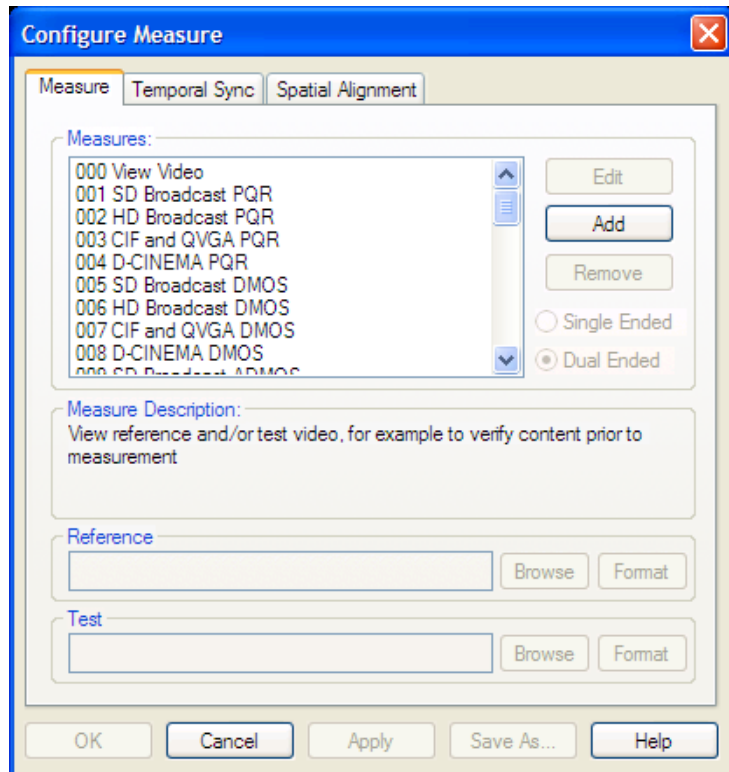 Configure Measure
Measure
Temporal Sync
Spatial Alignment
Measures:
000 View Video
001 SD Broadcast PQR
002 HD Broadcast PQR
003 CIF and QVGA PQR
004 D-CINEMA PQR
005 SD Broadcast DMOS
006 HD Broadcast DMOS
007 CIF and QVGA DMOS
008 D-CINEMA DMOS
009 SD Broadcast ADMOS
Edit
Add
Remove
Single Ended
Dual Ended
Measure Description:
View reference and/or test video, for example to verify content prior to
measurement
Reference
Browse
Format
Test
Browse
Format
OK
Cancel
Apply
Save As...
Help